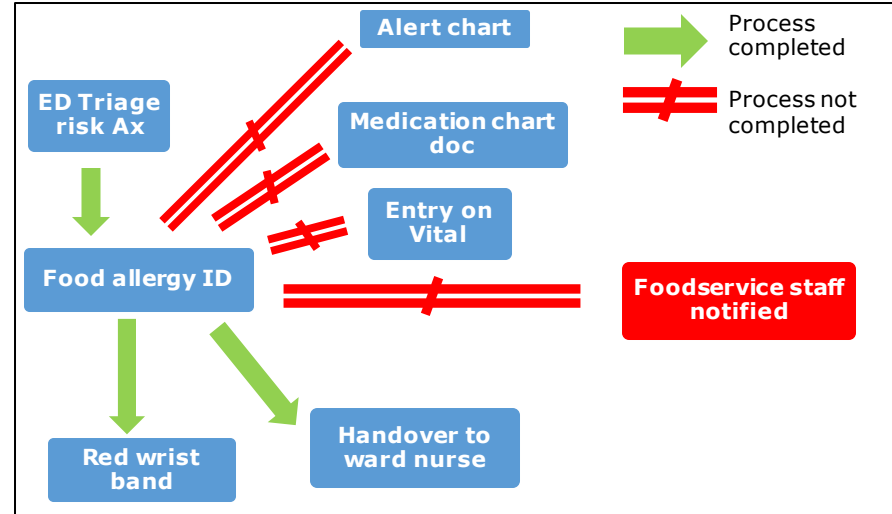 Alert chart
Process
completed
ED Triage
risk Ax
Process not
completed
Medication chart
doc
Entry on
Vital
Food allergy ID
Foodservice staff
notified
Red wrist
band
Handover to
ward nurse